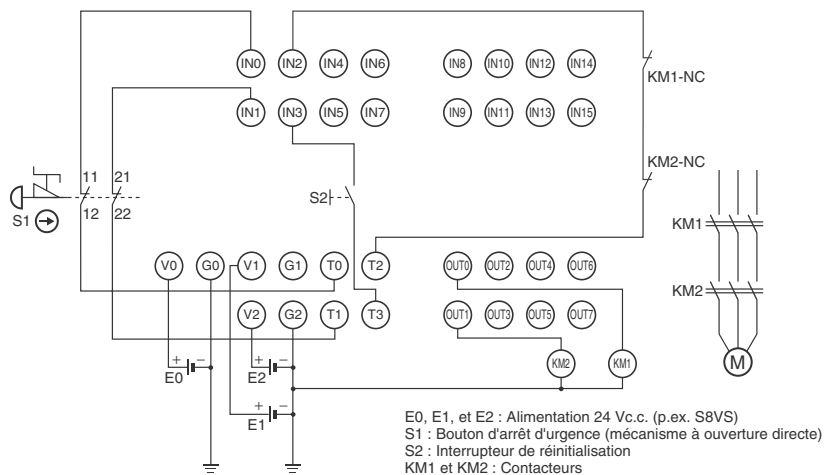 IN0 IN2 IN4 IN6 IN8 IN10 IN12 IN14
KM1-NC
IN1 IN3 IN5 IN7 IN9 IN11 IN13 IN15
KM2-NC
11 21
S2
S1 12 22
KM1
V0 G0 V1 G1 T0 T2 OUT0 OUT2 OUT4 OUT6
KM2
V2 G2 T1 T3 OUT1 OUT3 OUT5 OUT7
+ − + − KM2 KM1 M
E0 E2
+ −
E1
E0, E1, et E2 : Alimentation 24 Vc.c. (p.ex. S8VS)
S1 : Bouton d'arrêt d'urgence (mécanisme à ouverture directe)
S2 : Interrupteur de réinitialisation
KM1 et KM2 : Contacteurs